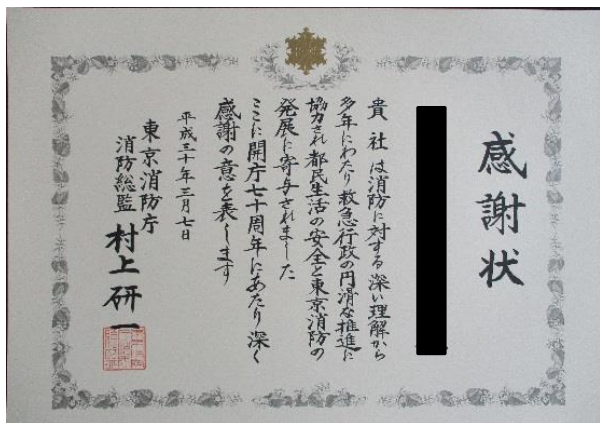 感謝状
貴社は消防に対する深い理解から
多年にわたり救急行政の円滑な推進に
協力され都民生活の安全と東京消防の
発展に寄与されました
ここに開庁七十周年にあたり深く
感謝の意を表します
平成三十年三月七日
東京消防庁
消防総監 村上研一